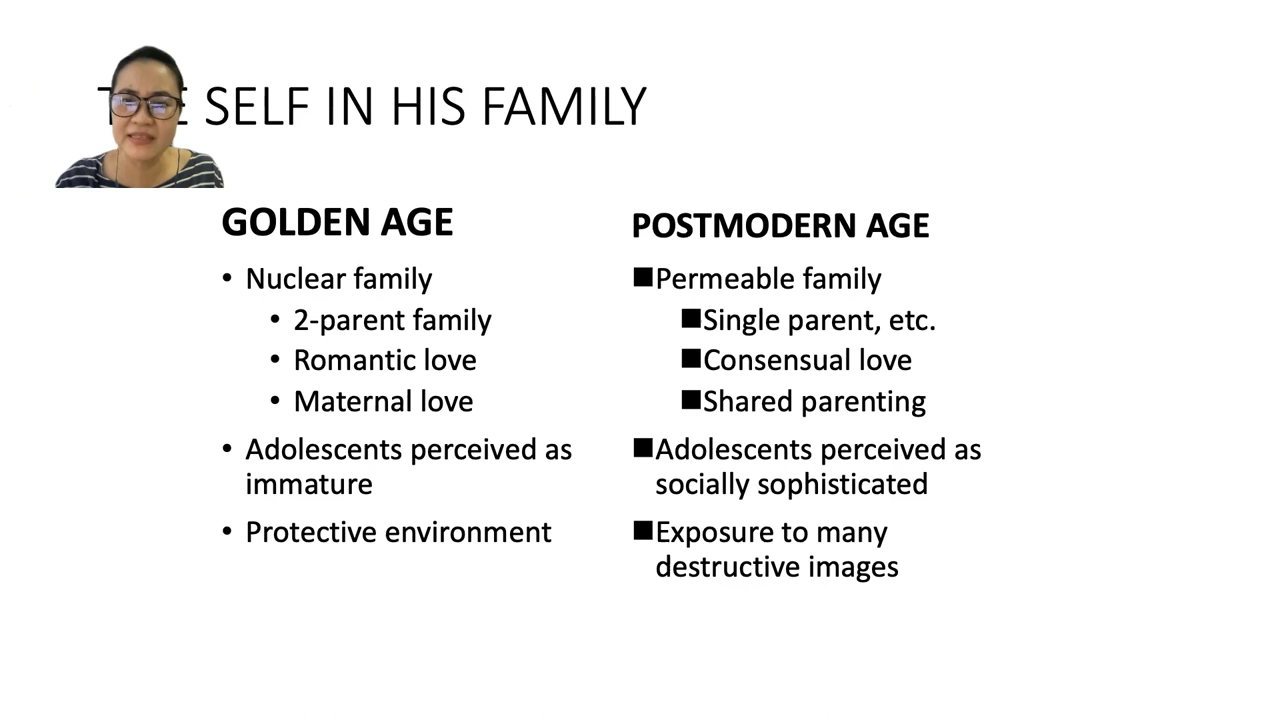 SELF IN HIS FAMILY
GOLDEN AGE
• Nuclear family
• 2-parent family
• Romantic love
• Maternal love
• Adolescents perceived as
immature
• Protective environment
POSTMODERN AGE
■Permeable family
■Single parent, etc.
■Consensual love
■Shared parenting
■Adolescents perceived as
socially sophisticated
■Exposure to many
destructive images